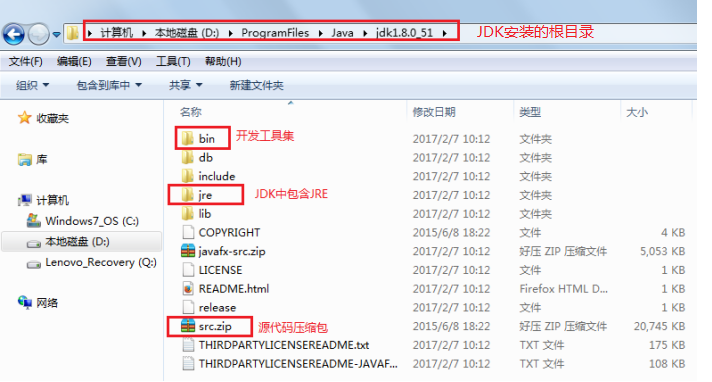 计算机 ▸ 本地磁盘 (D:) ▸ ProgramFiles ▸ Java ▸ jdk1.8.0_51 ▸ JDK安装的根目录
文件(F) 编辑(E) 查看(V) 工具(T) 帮助(H)
组织 包含到库中 共享 新建文件夹
收藏夹
库
计算机
Windows7_OS (C:)
本地磁盘 (D:)
Lenovo_Recovery (Q:)
网络
名称 修改日期 类型 大小
bin 开发工具集 2017/2/7 10:12 文件夹
db 2017/2/7 10:12 文件夹
include 2017/2/7 10:12 文件夹
jre JDK中包含JRE 2017/2/7 10:12 文件夹
lib 2017/2/7 10:12 文件夹
COPYRIGHT 2015/6/8 18:22 文件 4 KB
javafx-src.zip 2017/2/7 10:12 好压 ZIP 压缩文件 5,053 KB
LICENSE 2017/2/7 10:12 文件 1 KB
README.html 2017/2/7 10:12 Firefox HTML D... 1 KB
release 2017/2/7 10:12 文件 1 KB
src.zip 源代码压缩包 2015/6/8 18:22 好压 ZIP 压缩文件 20,745 KB
THIRDPARTYLICENSEREADME.txt 2017/2/7 10:12 TXT 文件 175 KB
THIRDPARTYLICENSEREADME-JAVAF... 2017/2/7 10:12 TXT 文件 108 KB